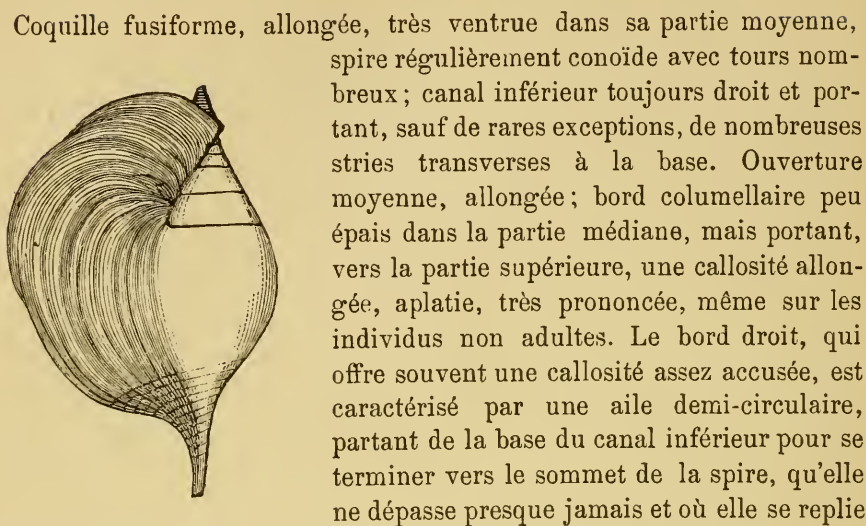 Coquille fusiforme, allongée, très ventrue dans sa partie moyenne,
spire régulièrement conoïde avec tours nom-
breux ; canal inférieur toujours droit et por-
tant, sauf de rares exceptions, de nombreuses
stries transverses à la base. Ouverture
moyenne, allongée ; bord columellaire peu
épais dans la partie médiane, mais portant,
vers la partie supérieure, une callosité allon-
gée, aplatie, très prononcée, même sur les
individus non adultes. Le bord droit, qui
offre souvent une callosité assez accusée, est
caractérisé par une aile demi-circulaire,
partant de la base du canal inférieur pour se
terminer vers le sommet de la spire, qu'elle
ne dépasse presque jamais et où elle se replie